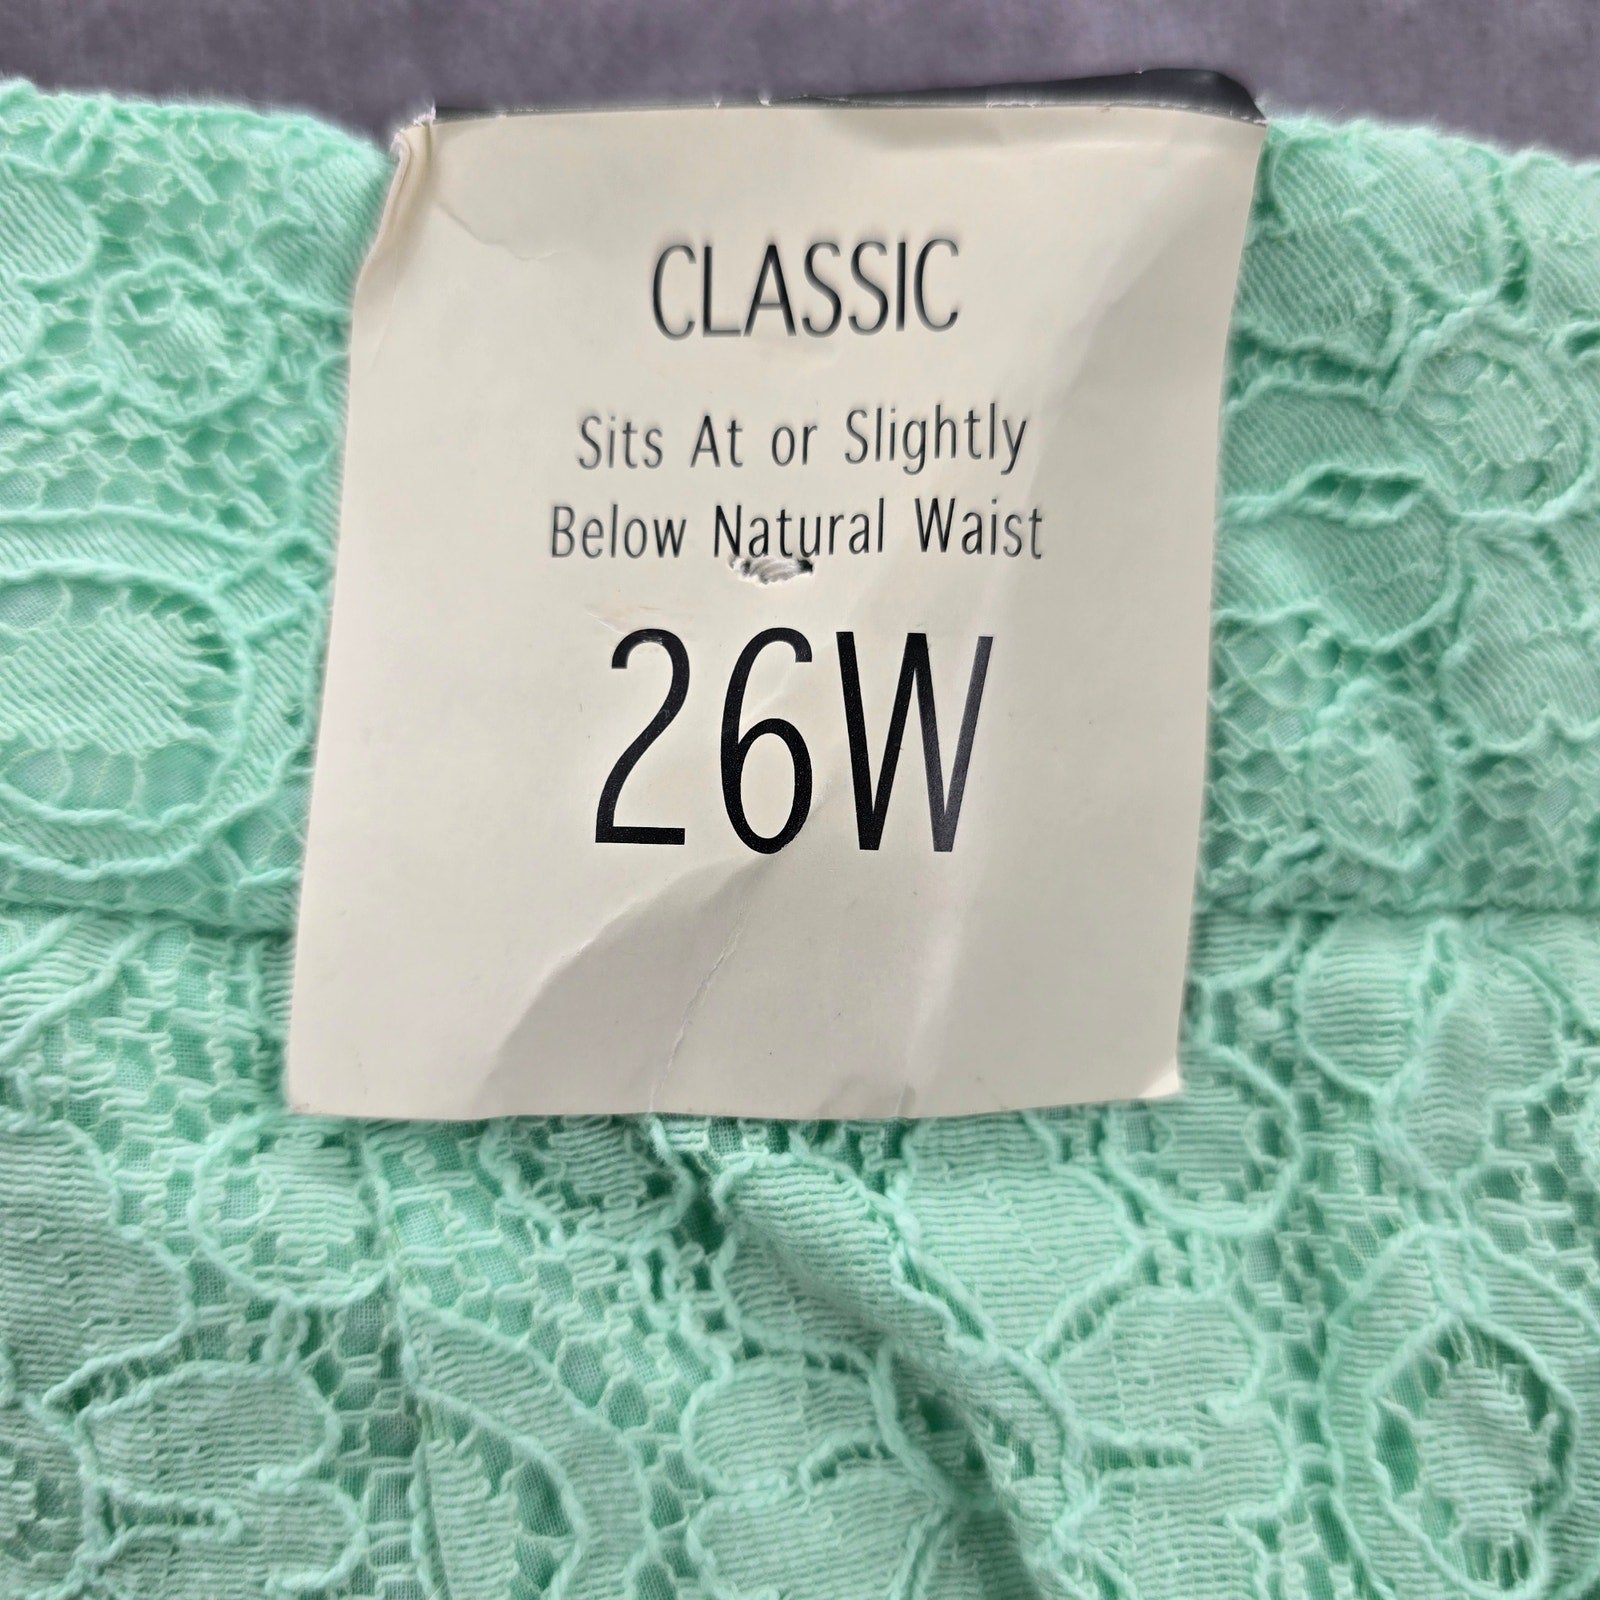 CLASSIC
Sits At or Slightly
Below Natural Waist
26W